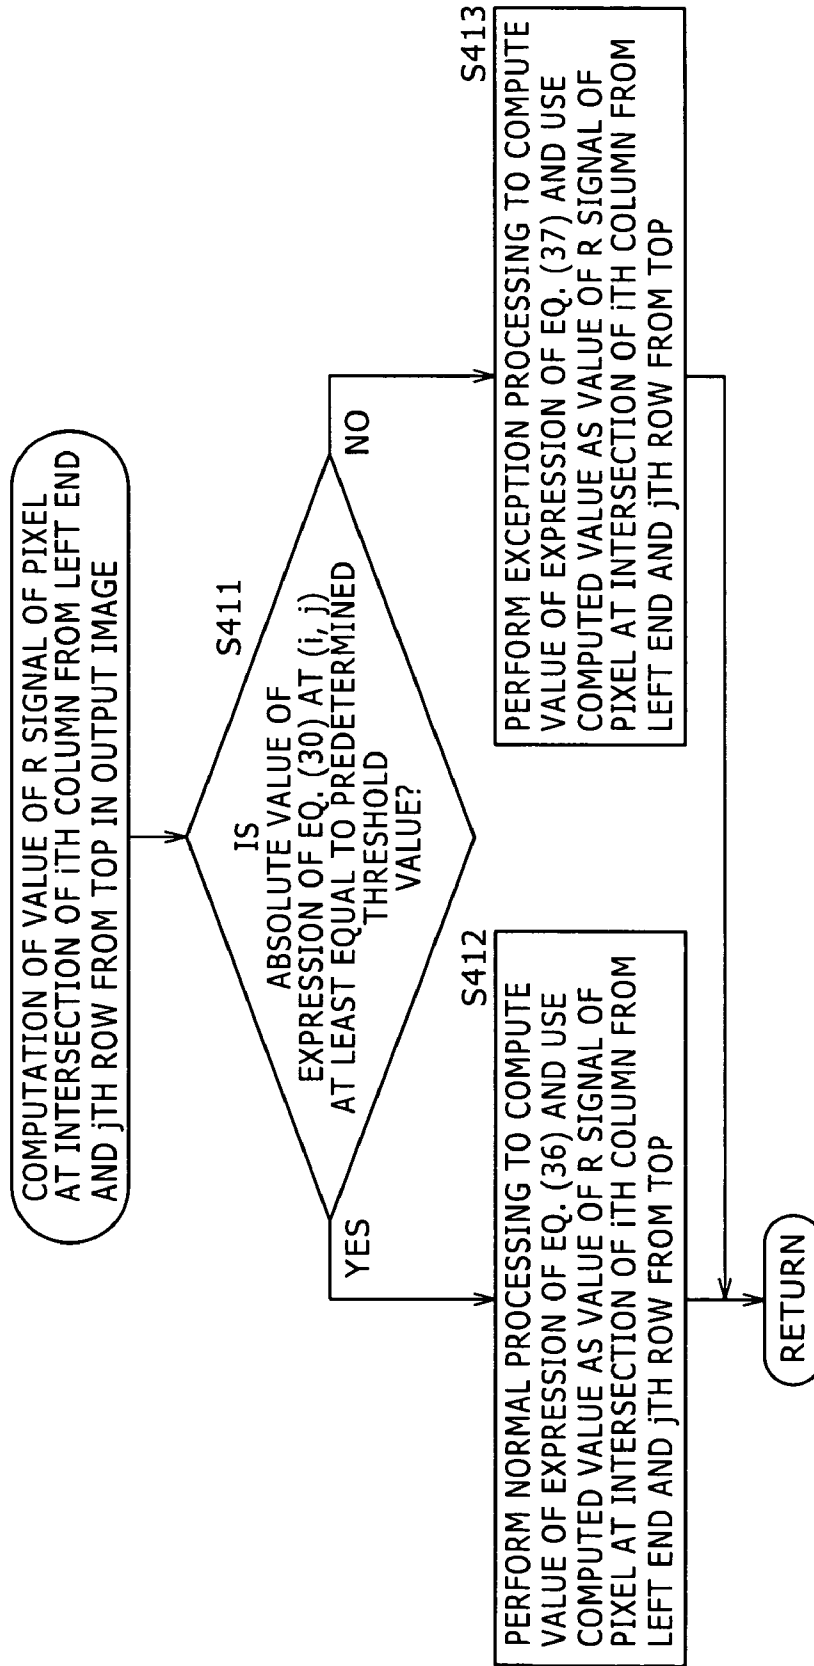 COMPUTATION OF VALUE OF R SIGNAL OF PIXEL
AT INTERSECTION OF iTH COLUMN FROM LEFT END
AND jTH ROW FROM TOP IN OUTPUT IMAGE
S411
IS
ABSOLUTE VALUE OF
EXPRESSION OF EQ. (30) AT (i, j)
AT LEAST EQUAL TO PREDETERMINED
THRESHOLD
VALUE?
YES
NO
S412
PERFORM NORMAL PROCESSING TO COMPUTE
VALUE OF EXPRESSION OF EQ. (36) AND USE
COMPUTED VALUE AS VALUE OF R SIGNAL OF
PIXEL AT INTERSECTION OF iTH COLUMN FROM
LEFT END AND jTH ROW FROM TOP
S413
PERFORM EXCEPTION PROCESSING TO COMPUTE
VALUE OF EXPRESSION OF EQ. (37) AND USE
COMPUTED VALUE AS VALUE OF R SIGNAL OF
PIXEL AT INTERSECTION OF iTH COLUMN FROM
LEFT END AND jTH ROW FROM TOP
RETURN